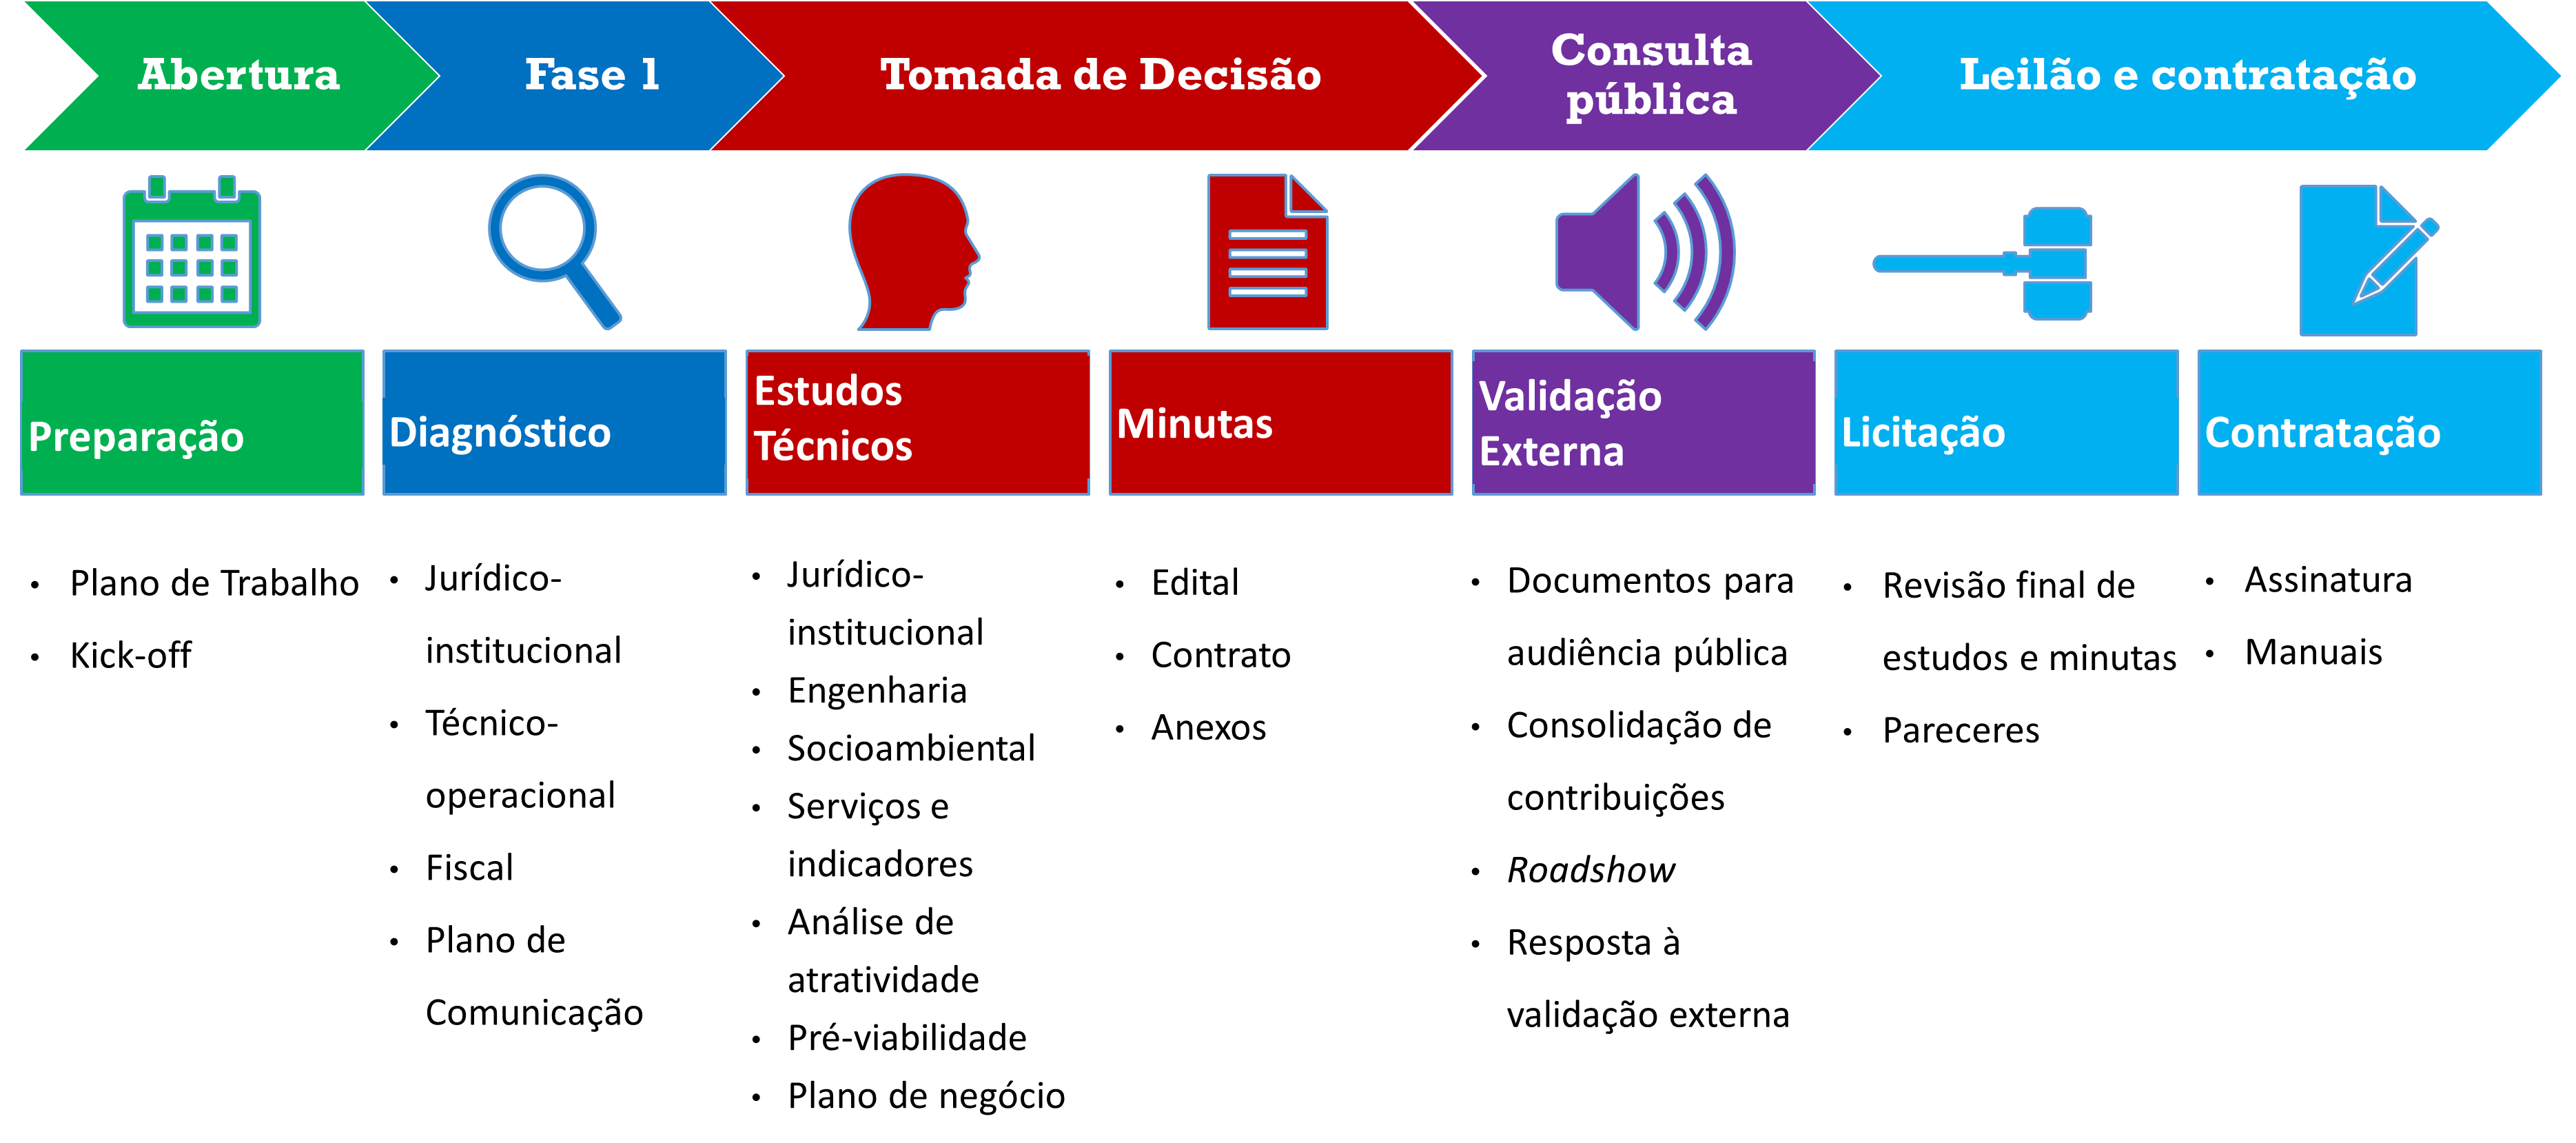 Abertura
Fase 1
Tomada de Decisão
Consulta
pública
Leilão e contratação
Preparação
Diagnóstico
Estudos
Técnicos
Minutas
Validação
Externa
Licitação
Contratação
• Plano de Trabalho
• Kick-off
• Jurídico-
institucional
• Técnico-
operacional
• Fiscal
• Plano de
Comunicação
• Jurídico-
institucional
• Engenharia
• Socioambiental
• Serviços e
indicadores
• Análise de
atratividade
• Pré-viabilidade
• Plano de negócio
• Edital
• Contrato
• Anexos
• Documentos para
audiência pública
• Consolidação de
contribuições
• Roadshow
• Resposta à
validação externa
• Revisão final de
estudos e minutas
• Pareceres
• Assinatura
• Manuais